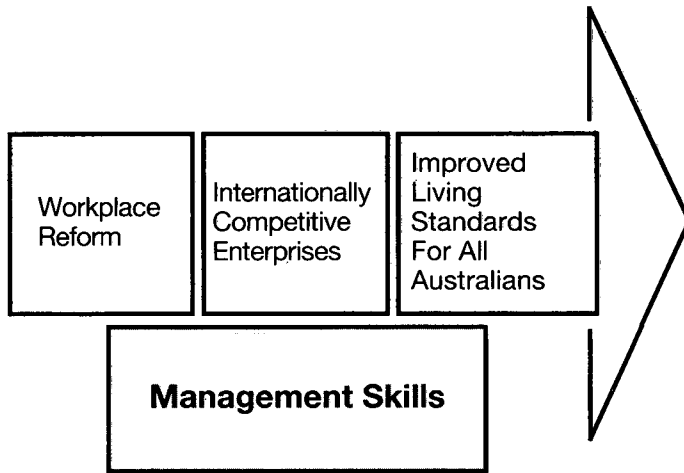 Workplace
Reform
Internationally
Competitive
Enterprises
Improved
Living
Standards
For All
Australians
Management Skills